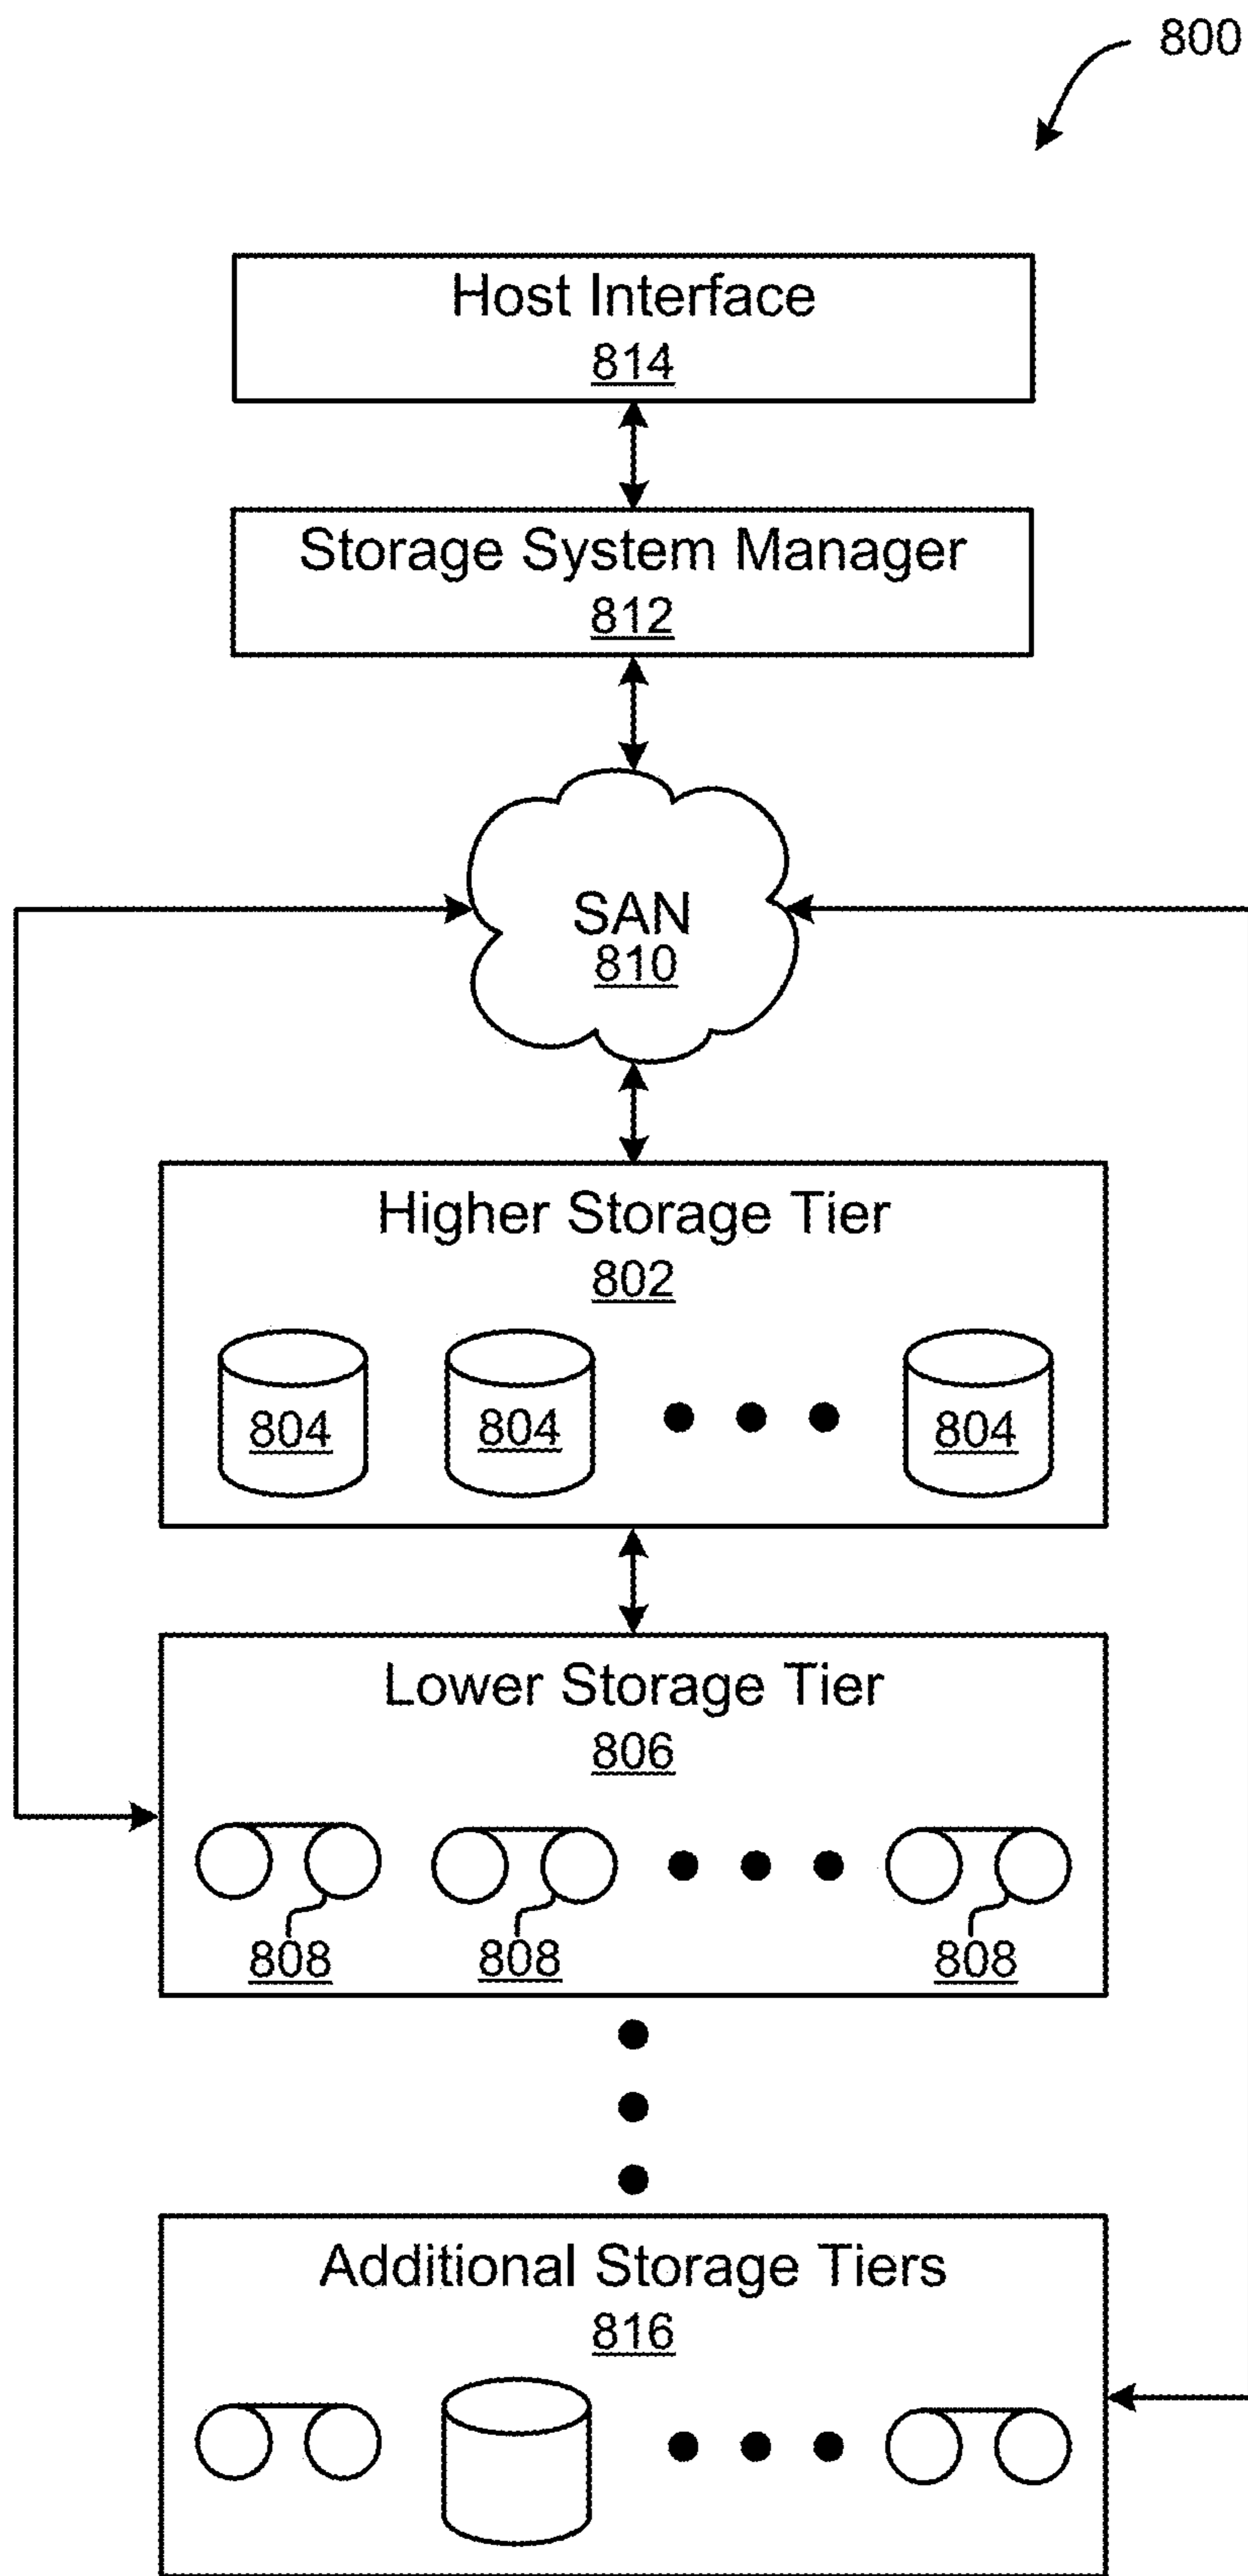 800
Host Interface
814
Storage System Manager
812
SAN
810
Higher Storage Tier
802
804 804 804
Lower Storage Tier
806
808 808 808
Additional Storage Tiers
816